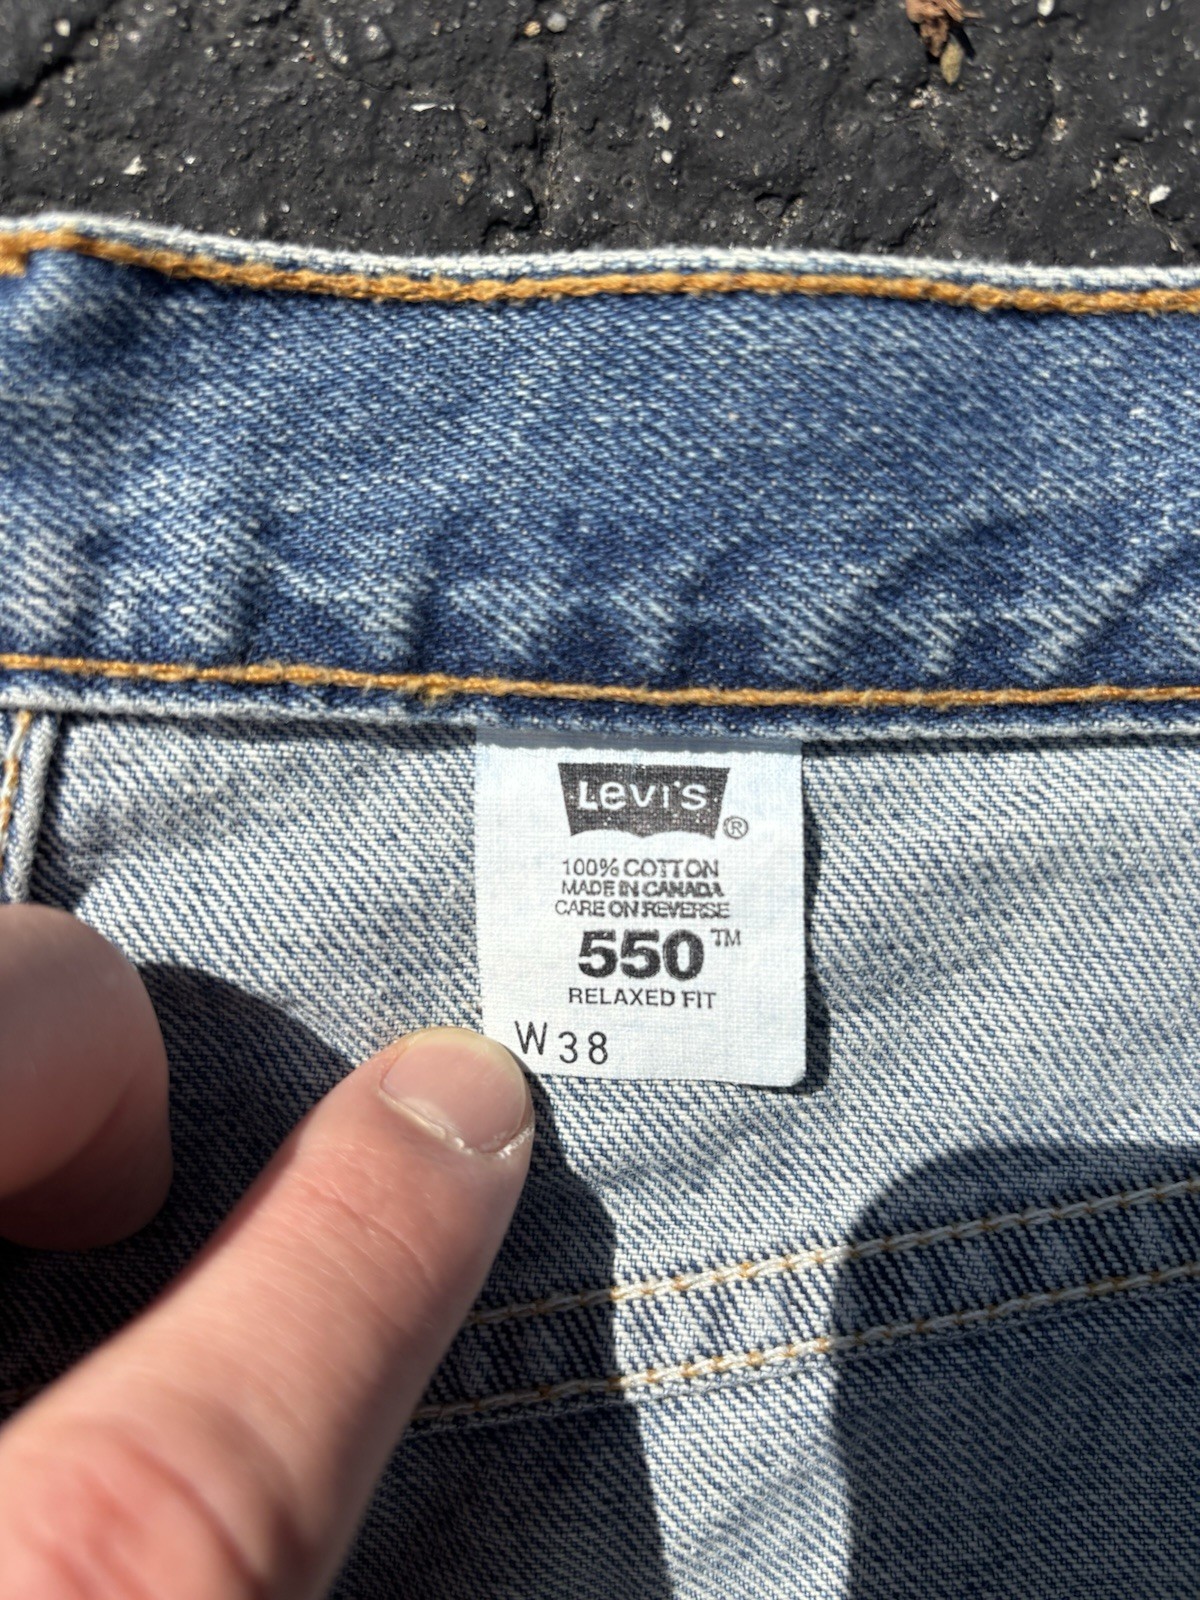 Levi's ®
100% COTTON
MADE IN CANADA
CARE ON REVERSE
550™
RELAXED FIT
W38